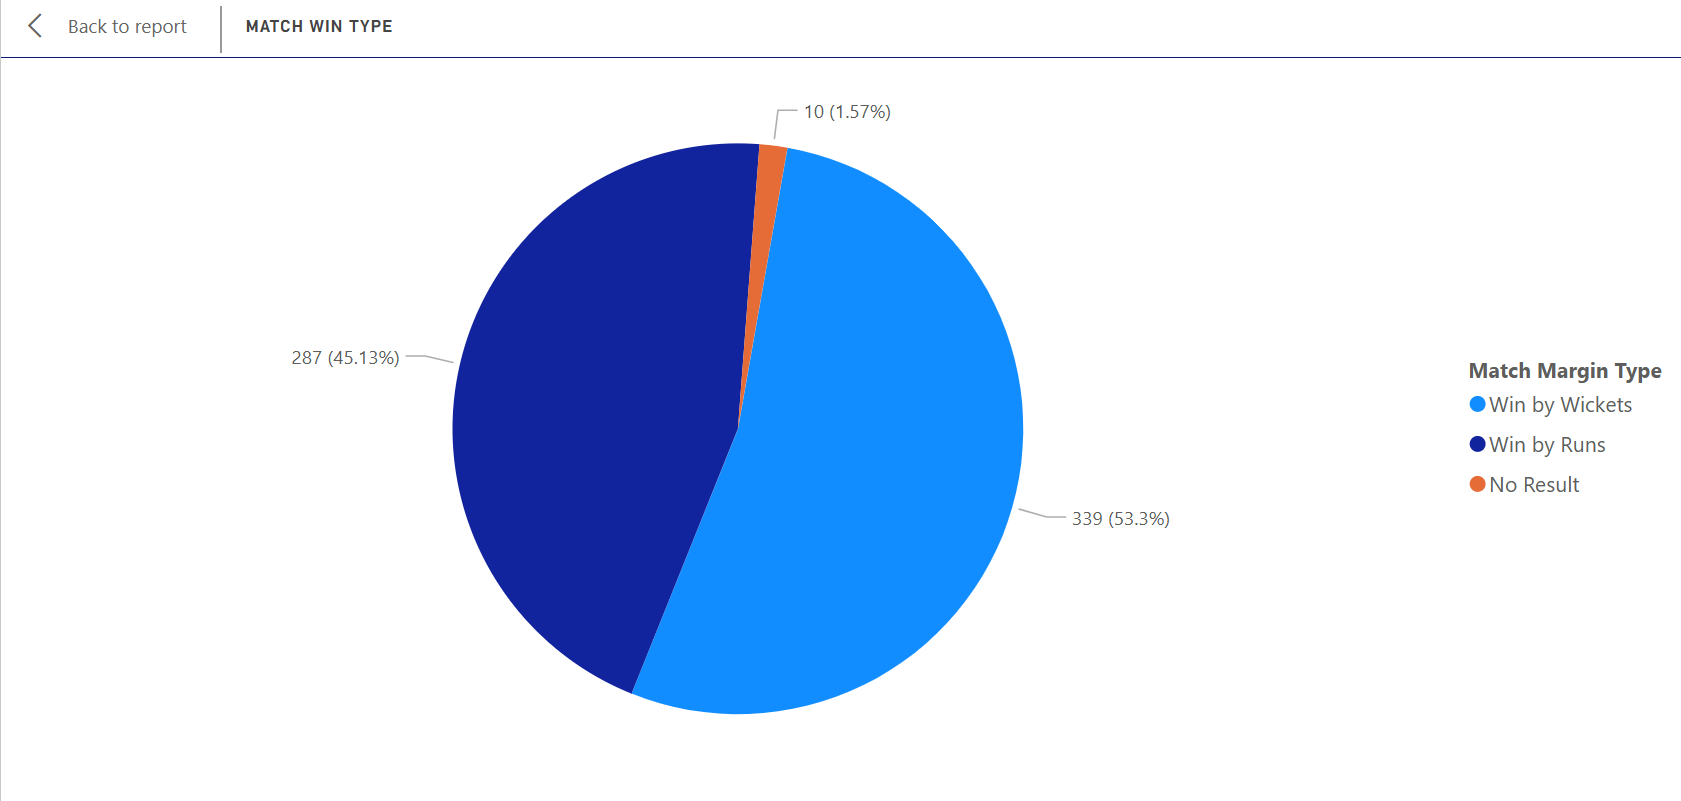 Back to report
MATCH WIN TYPE
10 (1.57%)
287 (45.13%)
339 (53.3%)
Match Margin Type
Win by Wickets
Win by Runs
No Result